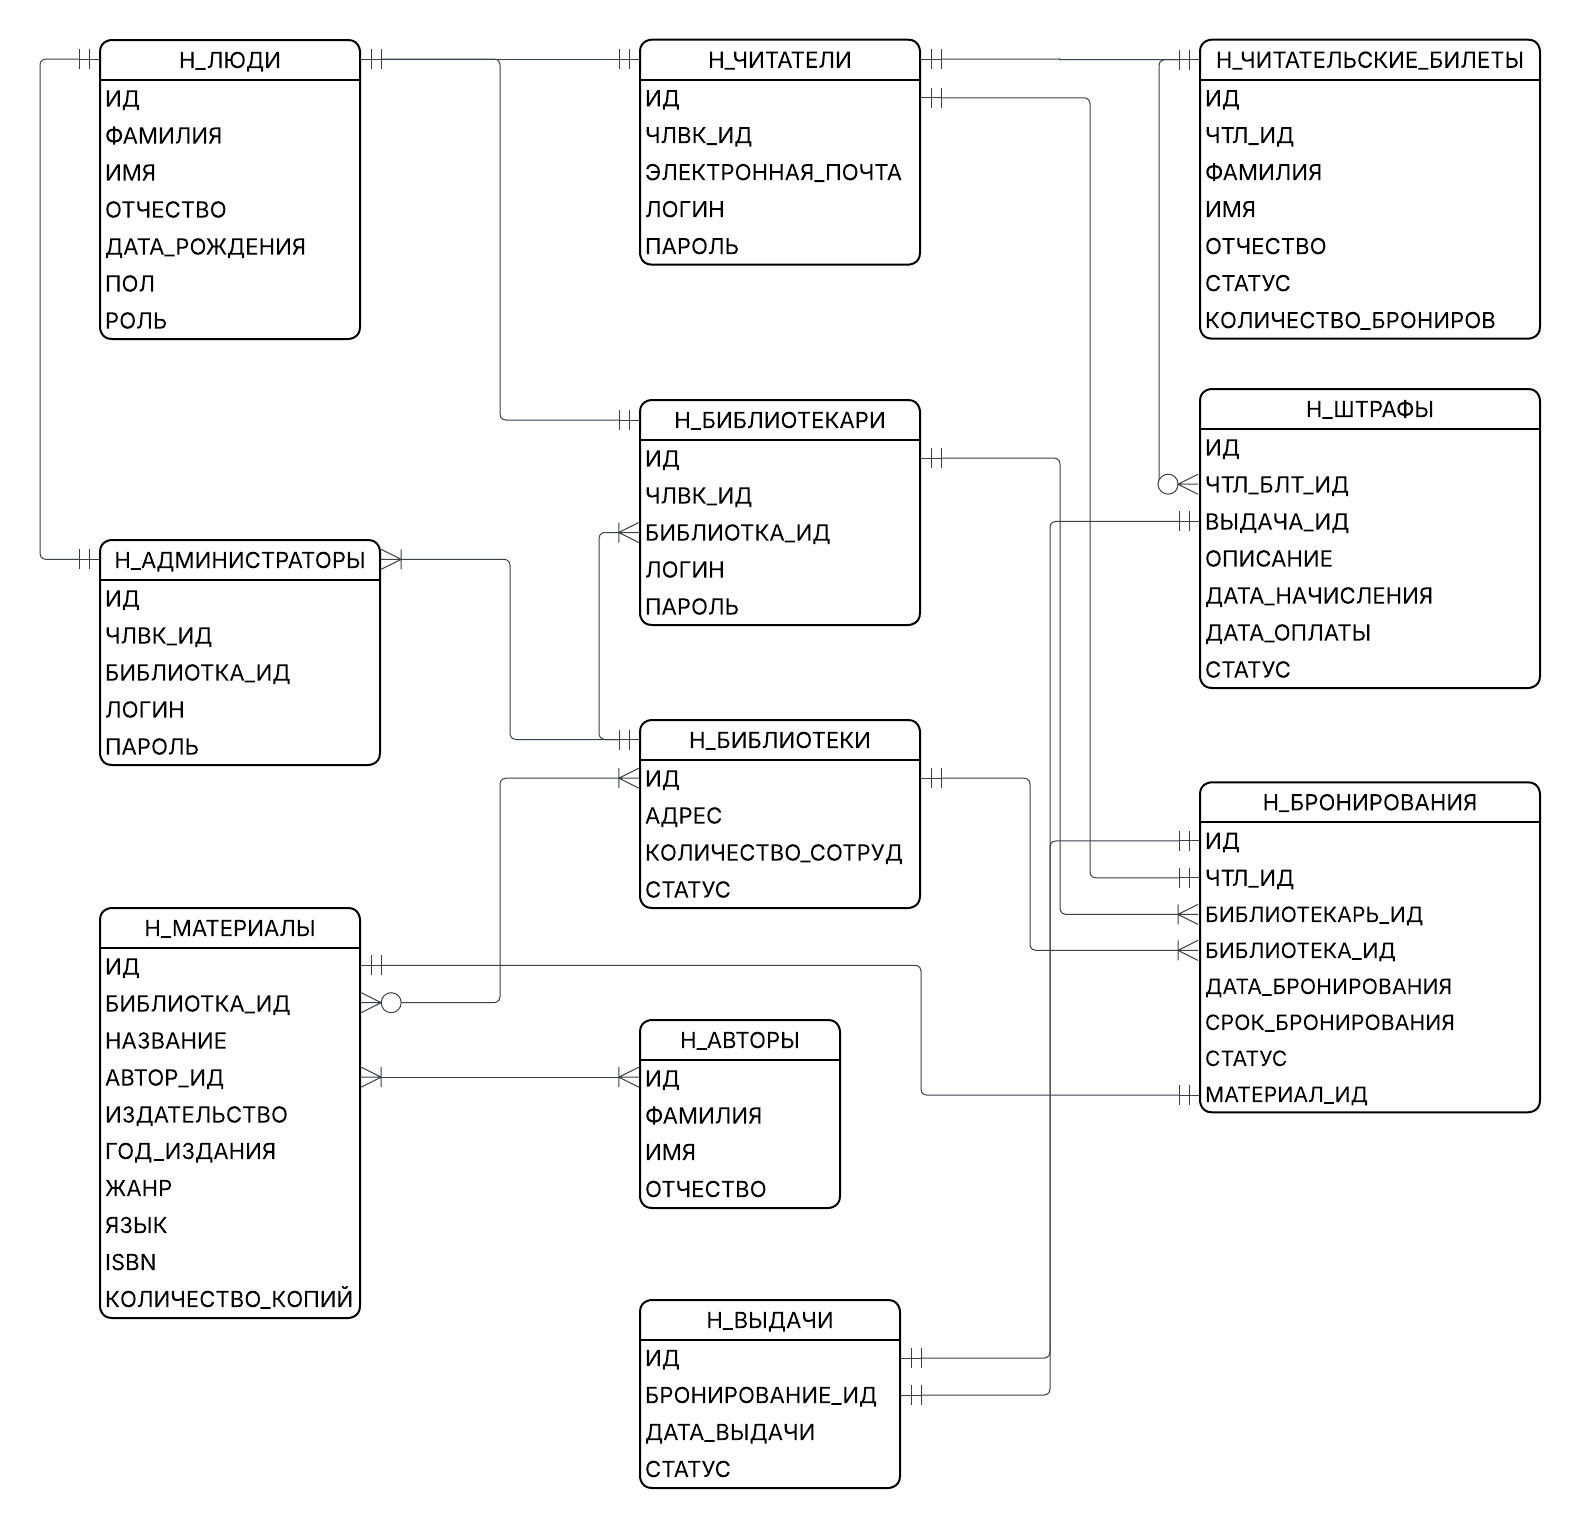 Н_ЛЮДИ
ИД
ФАМИЛИЯ
ИМЯ
ОТЧЕСТВО
ДАТА_РОЖДЕНИЯ
ПОЛ
РОЛЬ
Н_ЧИТАТЕЛИ
ИД
ЧЛВК_ИД
ЭЛЕКТРОННАЯ_ПОЧТА
ЛОГИН
ПАРОЛЬ
Н_ЧИТАТЕЛЬСКИЕ_БИЛЕТЫ
ИД
ЧТЛ_ИД
ФАМИЛИЯ
ИМЯ
ОТЧЕСТВО
СТАТУС
КОЛИЧЕСТВО_БРОНИРОВ
Н_БИБЛИОТЕКАРИ
ИД
ЧЛВК_ИД
БИБЛИОТКА_ИД
ЛОГИН
ПАРОЛЬ
Н_ШТРАФЫ
ИД
ЧТЛ_БЛТ_ИД
ВЫДАЧА_ИД
ОПИСАНИЕ
ДАТА_НАЧИСЛЕНИЯ
ДАТА_ОПЛАТЫ
СТАТУС
Н_АДМИНИСТРАТОРЫ
ИД
ЧЛВК_ИД
БИБЛИОТКА_ИД
ЛОГИН
ПАРОЛЬ
Н_БИБЛИОТЕКИ
ИД
АДРЕС
КОЛИЧЕСТВО_СОТРУД
СТАТУС
Н_БРОНИРОВАНИЯ
ИД
ЧТЛ_ИД
БИБЛИОТЕКАРЬ_ИД
БИБЛИОТЕКА_ИД
ДАТА_БРОНИРОВАНИЯ
СРОК_БРОНИРОВАНИЯ
СТАТУС
МАТЕРИАЛ_ИД
Н_МАТЕРИАЛЫ
ИД
БИБЛИОТКА_ИД
НАЗВАНИЕ
АВТОР_ИД
ИЗДАТЕЛЬСТВО
ГОД_ИЗДАНИЯ
ЖАНР
ЯЗЫК
ISBN
КОЛИЧЕСТВО_КОПИЙ
Н_АВТОРЫ
ИД
ФАМИЛИЯ
ИМЯ
ОТЧЕСТВО
Н_ВЫДАЧИ
ИД
БРОНИРОВАНИЕ_ИД
ДАТА_ВЫДАЧИ
СТАТУС